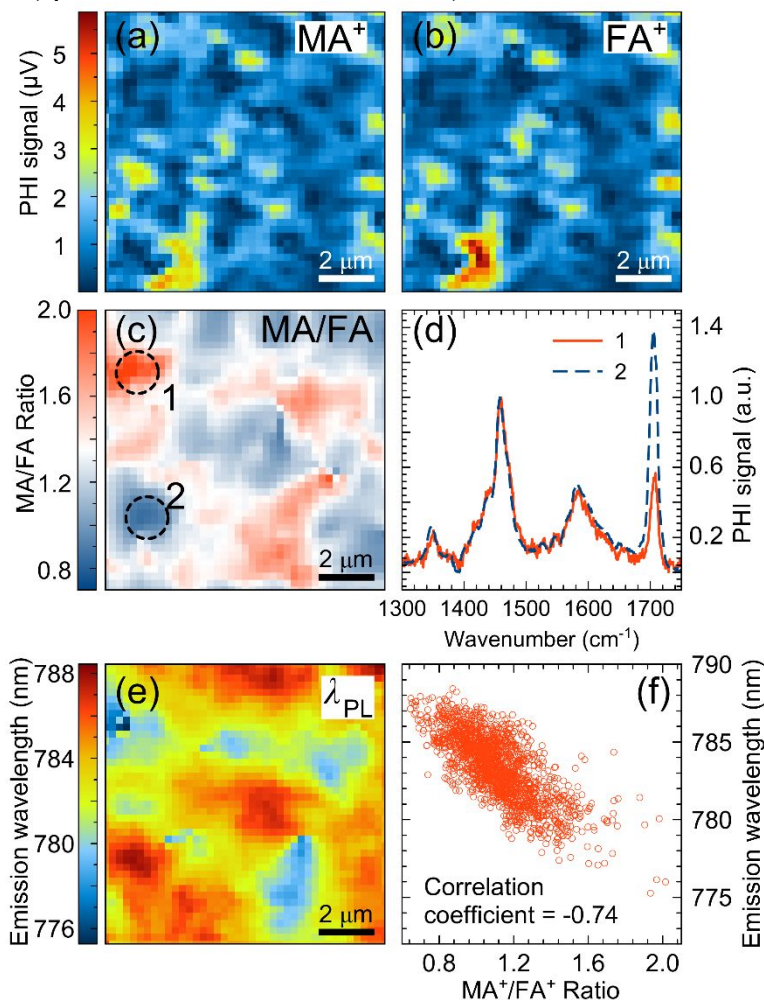 (a)
MA⁺
(b)
FA⁺
PHI signal (μV)
5
4
3
2
1
2 μm
2 μm
(c)
MA/FA
MA/FA Ratio
2.0
1.6
1.2
0.8
1
2
2 μm
(d)
1
2
PHI signal (a.u.)
1.4
1.0
0.6
0.2
1300
1400
1500
1600
1700
Wavenumber (cm⁻¹)
(e)
λPL
Emission wavelength (nm)
788
784
780
776
2 μm
(f)
790
785
780
775
Emission wavelength (nm)
Correlation
coefficient = -0.74
0.8
1.2
1.6
2.0
MA⁺/FA⁺ Ratio